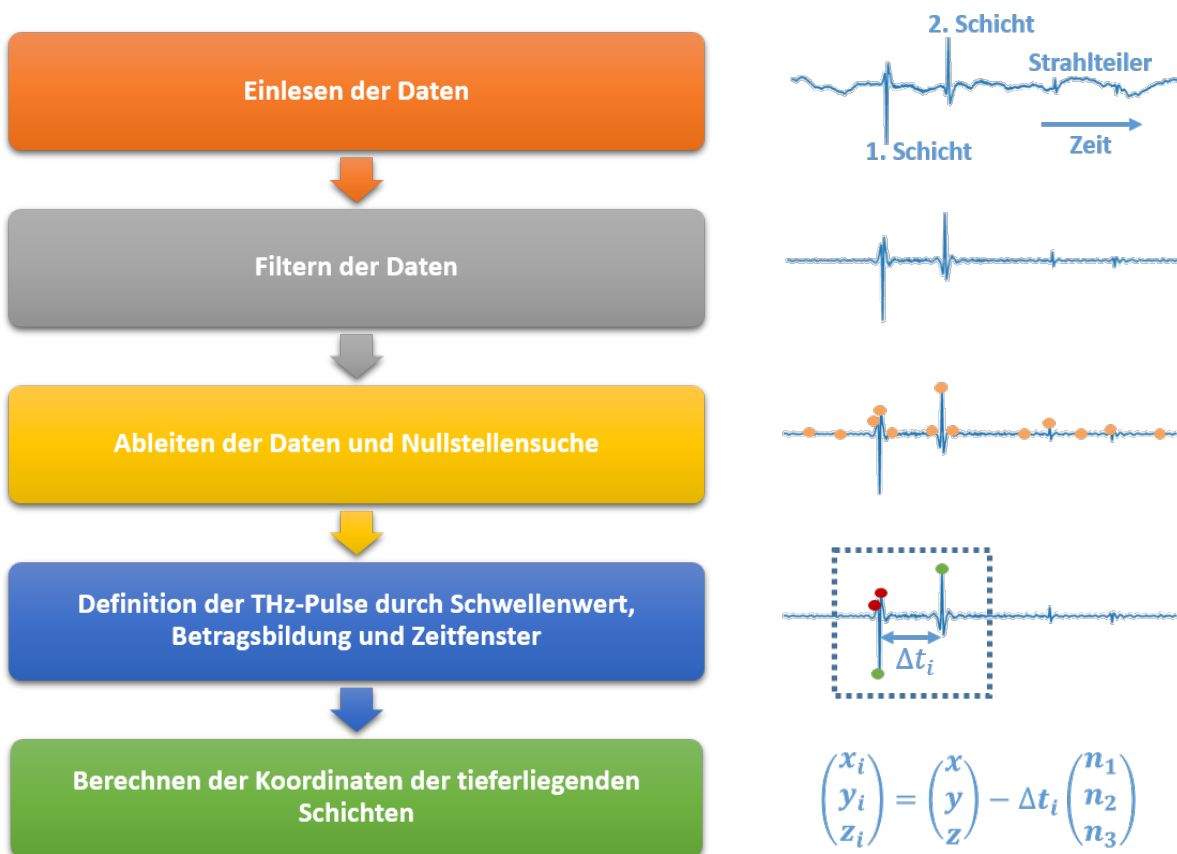 Einlesen der Daten
2. Schicht
Strahlteiler
Zeit
1. Schicht
Filtern der Daten
Ableiten der Daten und Nullstellensuche
Definition der THz-Pulse durch Schwellenwert,
Betragsbildung und Zeitfenster
Δt_i
Berechnen der Koordinaten der tieferliegenden
Schichten
(x_i y_i z_i) = (x y z) − Δt_i (n_1 n_2 n_3)